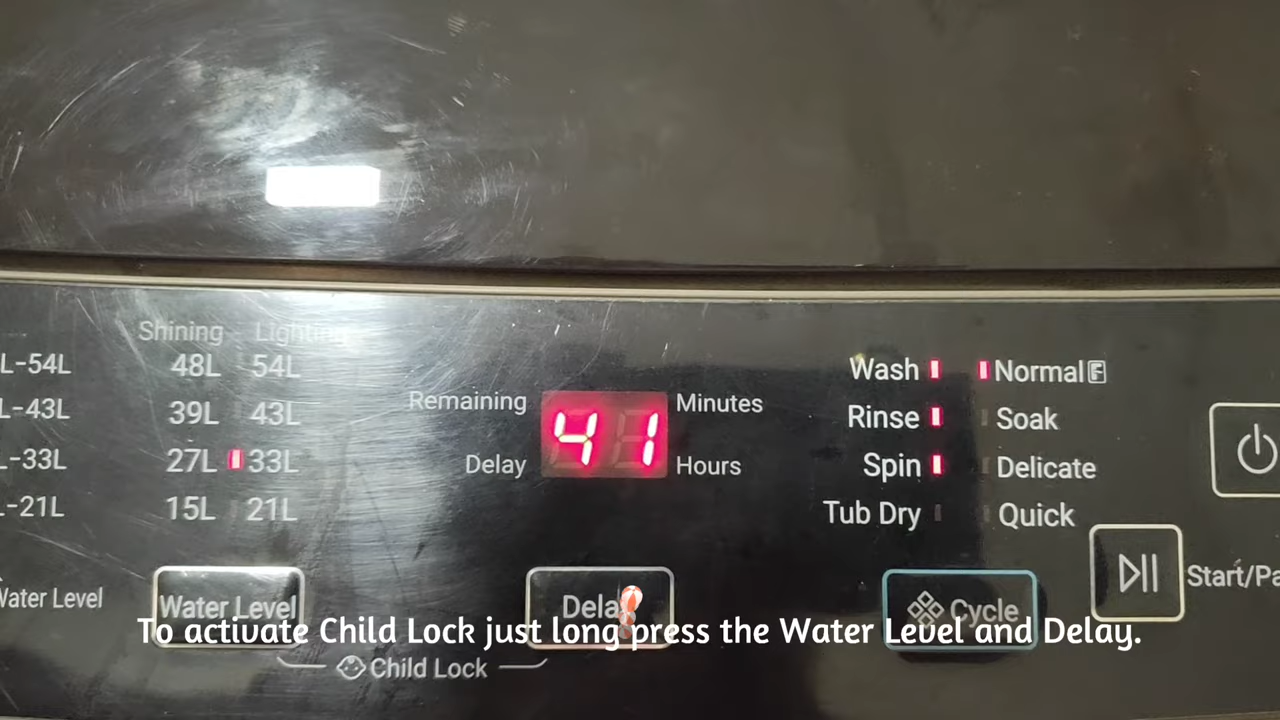 Shining Lighting
L-54L 48L 54L
L-43L 39L 43L
L-33L 27L 33L
L-21L 15L 21L
Remaining 41 Minutes
Delay Hours
Wash Normal F
Rinse Soak
Spin Delicate
Tub Dry Quick
Water Level Water Level Delay Cycle Start/Pa
To activate Child Lock just long press the Water Level and Delay.
Child Lock